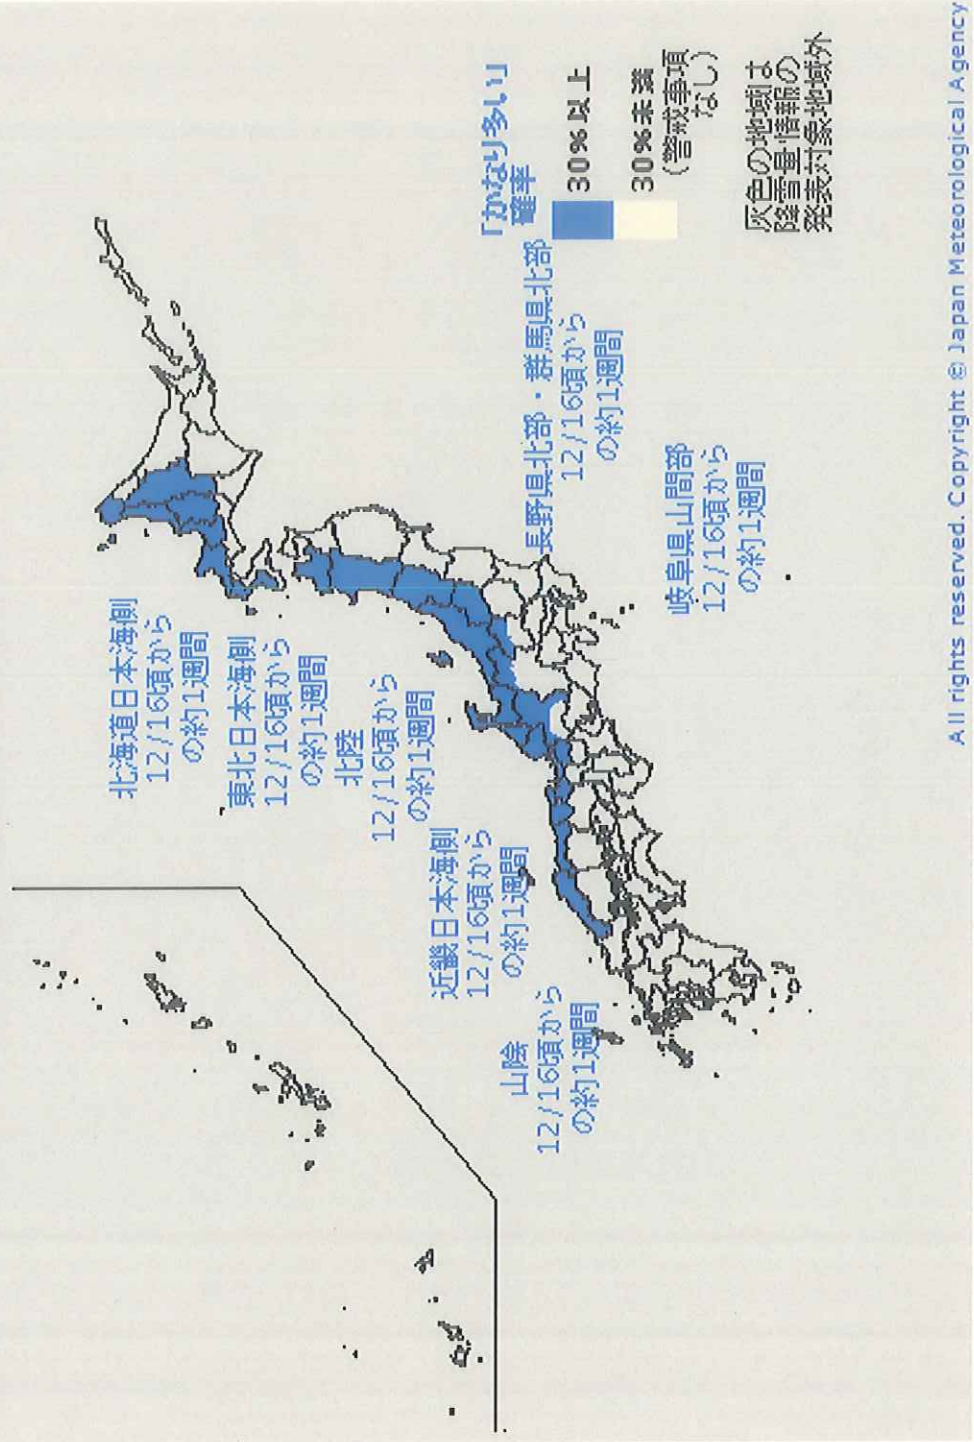 北海道日本海側
12/16頃から
の約1週間
東北日本海側
12/16頃から
の約1週間
北陸
12/16頃から
の約1週間
近畿日本海側
12/16頃から
の約1週間
山陰
12/16頃から
の約1週間
長野県北部・群馬県北部
12/16頃から
の約1週間
岐阜県山間部
12/16頃から
の約1週間
「かなり多い」
確率
30%以上
30%未満
(警戒事項
なし)
灰色の地域は
降雪量情報の
発表対象地域外
All rights reserved. Copyright © Japan Meteorological Agency